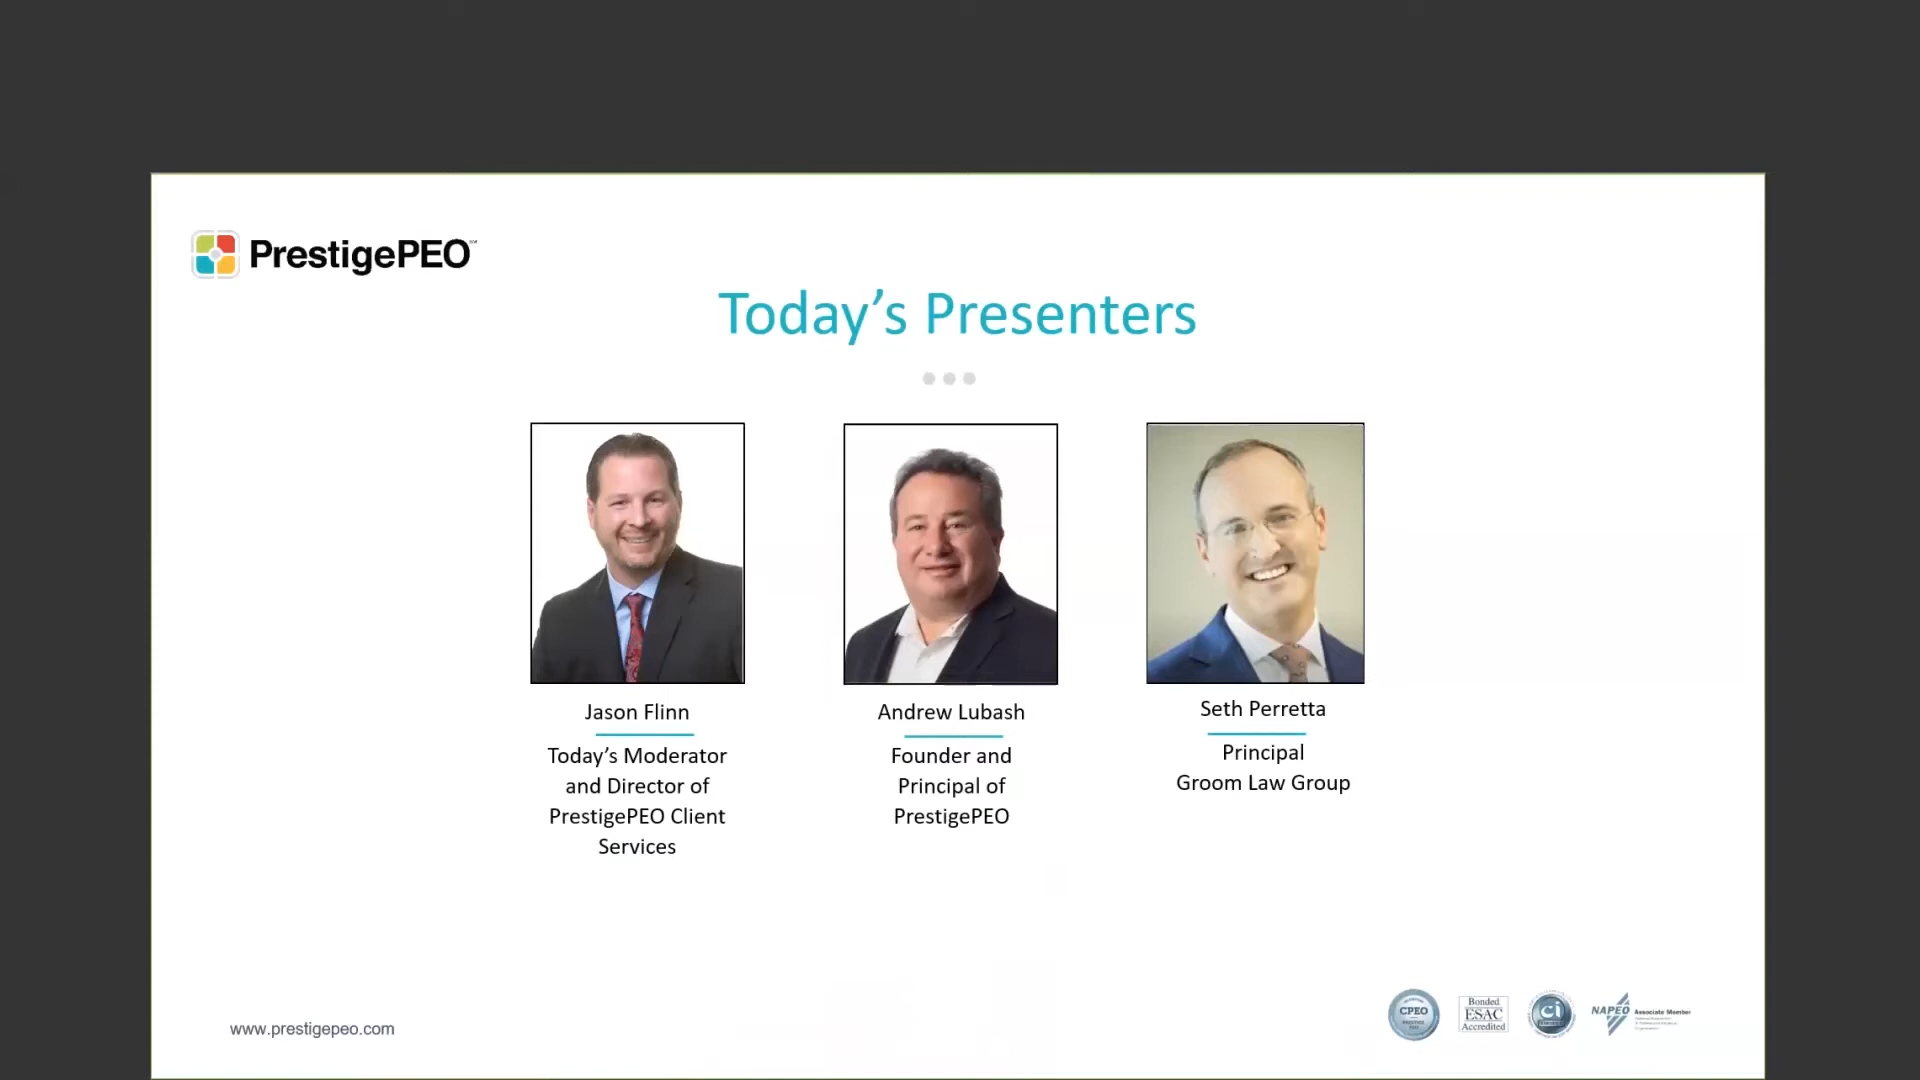 PrestigePEO
Today’s Presenters
Jason Flinn
Today’s Moderator
and Director of
PrestigePEO Client
Services
Andrew Lubash
Founder and
Principal of
PrestigePEO
Seth Perretta
Principal
Groom Law Group
www.prestigepeo.com
CPEO
Bonded
ESAC
Accredited
ci
NAPEO
Associate Member